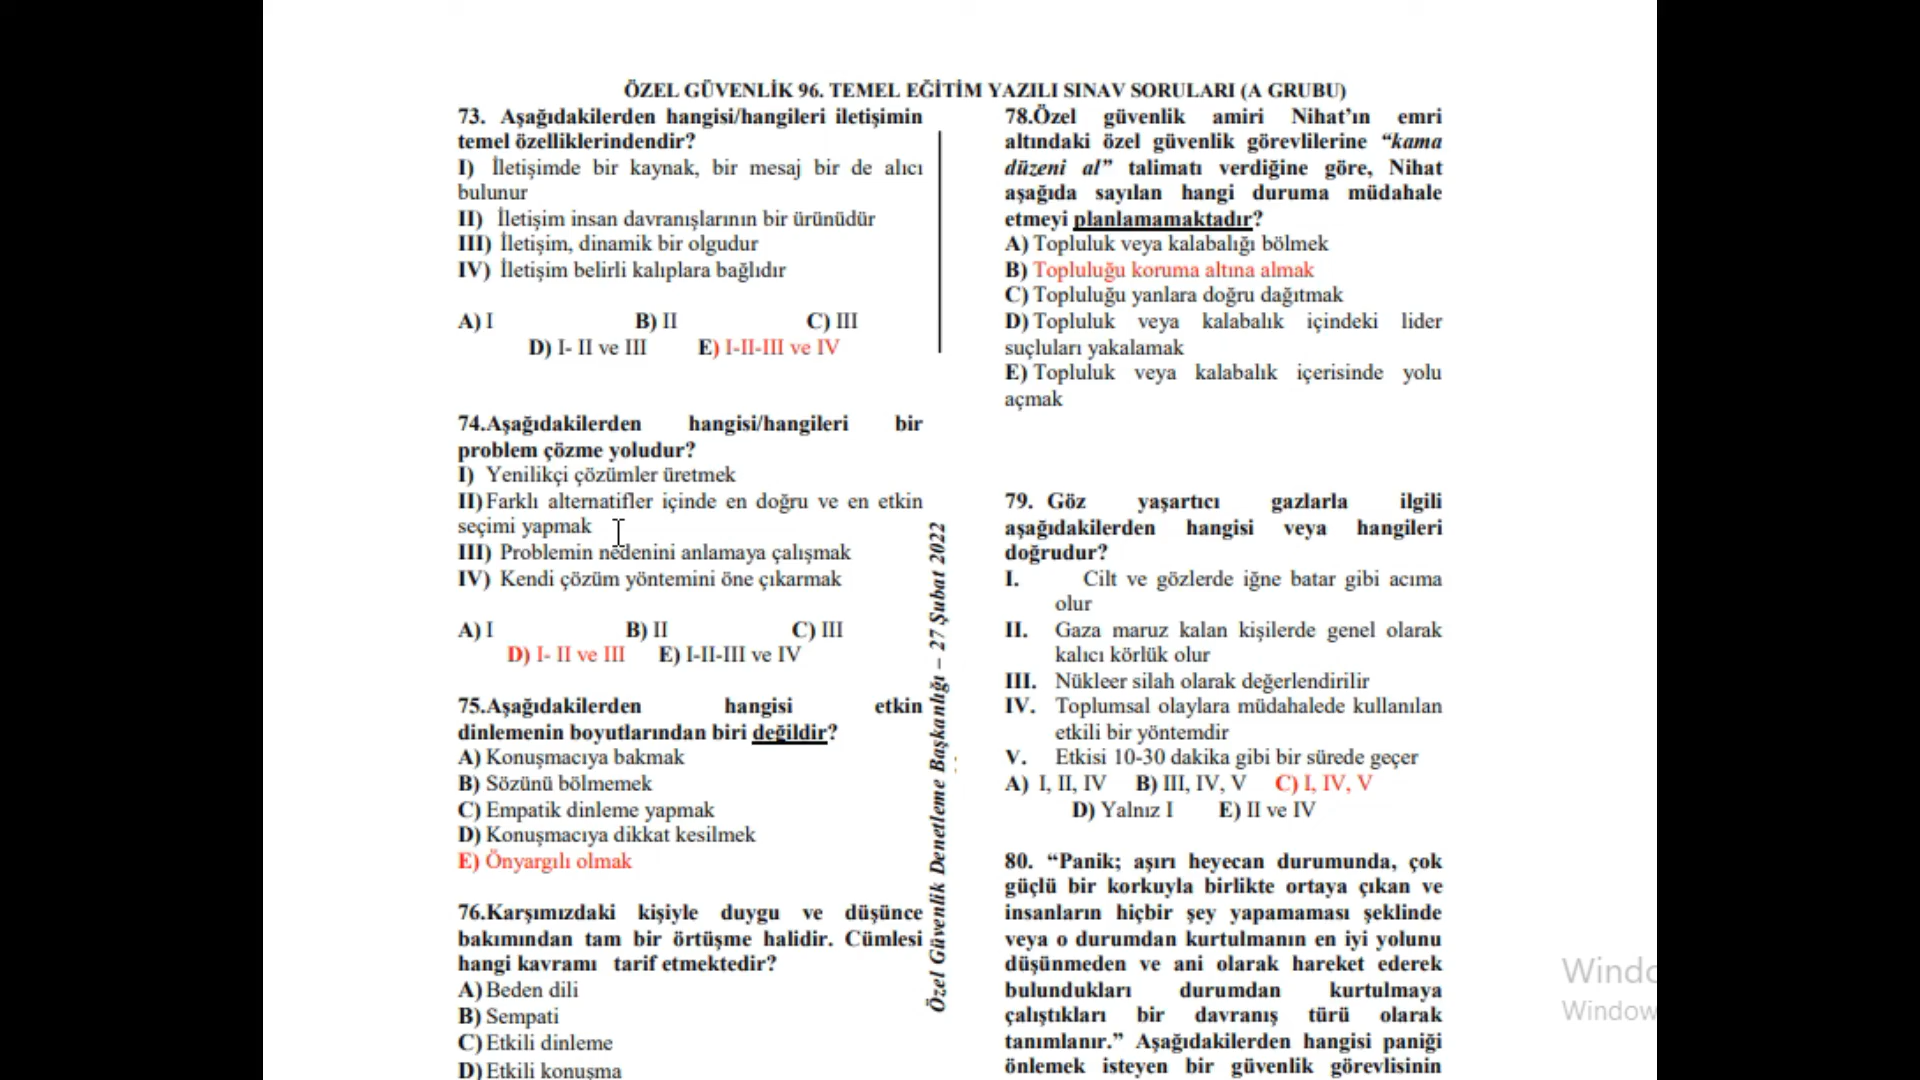 ÖZEL GÜVENLİK 96. TEMEL EĞİTİM YAZILI SINAV SORULARI (A GRUBU)
73. Aşağıdakilerden hangisi/hangileri iletişimin
temel özelliklerindendir?
I) İletişimde bir kaynak, bir mesaj bir de alıcı
bulunur
II) İletişim insan davranışlarının bir ürünüdür
III) İletişim, dinamik bir olgudur
IV) İletişim belirli kalıplara bağlıdır
A) I B) II C) III
D) I- II ve III E) I-II-III ve IV
74.Aşağıdakilerden hangisi/hangileri bir
problem çözme yoludur?
I) Yenilikçi çözümler üretmek
II) Farklı alternatifler içinde en doğru ve en etkin
seçimi yapmak
III) Problemin nedenini anlamaya çalışmak
IV) Kendi çözüm yöntemini öne çıkarmak
A) I B) II C) III
D) I- II ve III E) I-II-III ve IV
75.Aşağıdakilerden hangisi etkin
dinlemenin boyutlarından biri değildir?
A) Konuşmacıya bakmak
B) Sözünü bölmemek
C) Empatik dinleme yapmak
D) Konuşmacıya dikkat kesilmek
E) Önyargılı olmak
76.Karşımızdaki kişiyle duygu ve düşünce
bakımından tam bir örtüşme halidir. Cümlesi
hangi kavramı tarif etmektedir?
A) Beden dili
B) Sempati
C) Etkili dinleme
D) Etkili konuşma
Özel Güvenlik Denetleme Başkanlığı – 27 Şubat 2022
78.Özel güvenlik amiri Nihat’ın emri
altındaki özel güvenlik görevlilerine “kama
düzeni al” talimatı verdiğine göre, Nihat
aşağıda sayılan hangi duruma müdahale
etmeyi planlamamaktadır?
A) Topluluk veya kalabalığı bölmek
B) Topluluğu koruma altına almak
C) Topluluğu yanlara doğru dağıtmak
D) Topluluk veya kalabalık içindeki lider
suçluları yakalamak
E) Topluluk veya kalabalık içerisinde yolu
açmak
79. Göz yaşartıcı gazlarla ilgili
aşağıdakilerden hangisi veya hangileri
doğrudur?
I. Cilt ve gözlerde iğne batar gibi acıma
olur
II. Gaza maruz kalan kişilerde genel olarak
kalıcı körlük olur
III. Nükleer silah olarak değerlendirilir
IV. Toplumsal olaylara müdahalede kullanılan
etkili bir yöntemdir
V. Etkisi 10-30 dakika gibi bir sürede geçer
A) I, II, IV B) III, IV, V C) I, IV, V
D) Yalnız I E) II ve IV
80. “Panik; aşırı heyecan durumunda, çok
güçlü bir korkuyla birlikte ortaya çıkan ve
insanların hiçbir şey yapamaması şeklinde
veya o durumdan kurtulmanın en iyi yolunu
düşünmeden ve ani olarak hareket ederek
bulundukları durumdan kurtulmaya
çalıştıkları bir davranış türü olarak
tanımlanır.” Aşağıdakilerden hangisi paniği
önlemek isteyen bir güvenlik görevlisinin
Windo
Window